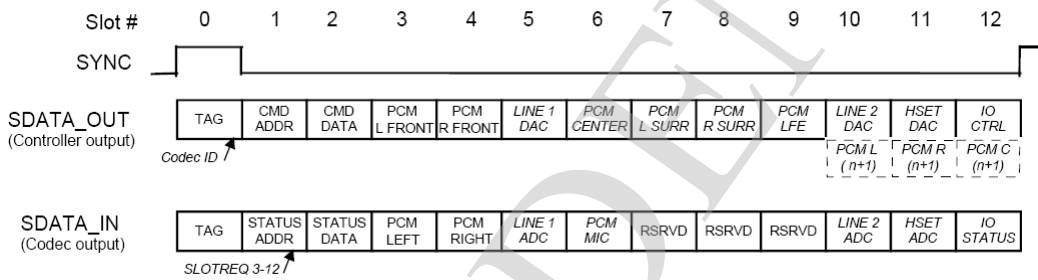 Slot # 0 1 2 3 4 5 6 7 8 9 10 11 12
SYNC
SDATA_OUT
(Controller output)
TAG
CMD ADDR
CMD DATA
PCM L FRONT
PCM R FRONT
LINE 1 DAC
PCM CENTER
PCM L SURR
PCM R SURR
PCM LFE
LINE 2 DAC
HSET DAC
IO CTRL
PCM L (n+1)
PCM R (n+1)
PCM C (n+1)
Codec ID
SDATA_IN
(Codec output)
TAG
STATUS ADDR
STATUS DATA
PCM LEFT
PCM RIGHT
LINE 1 ADC
PCM MIC
RSRVD
RSRVD
RSRVD
LINE 2 ADC
HSET ADC
IO STATUS
SLOTREQ 3-12